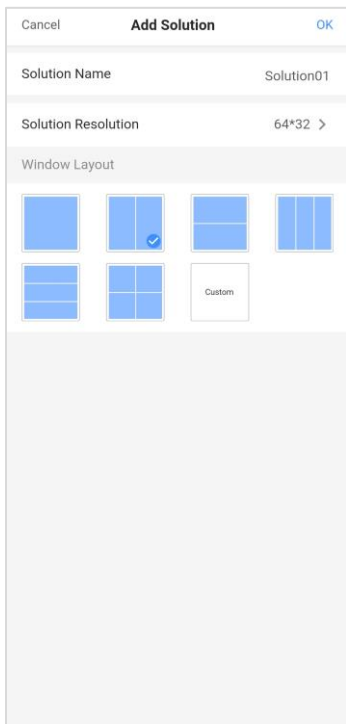 Cancel Add Solution OK
Solution Name Solution01
Solution Resolution 64*32 >
Window Layout
Custom